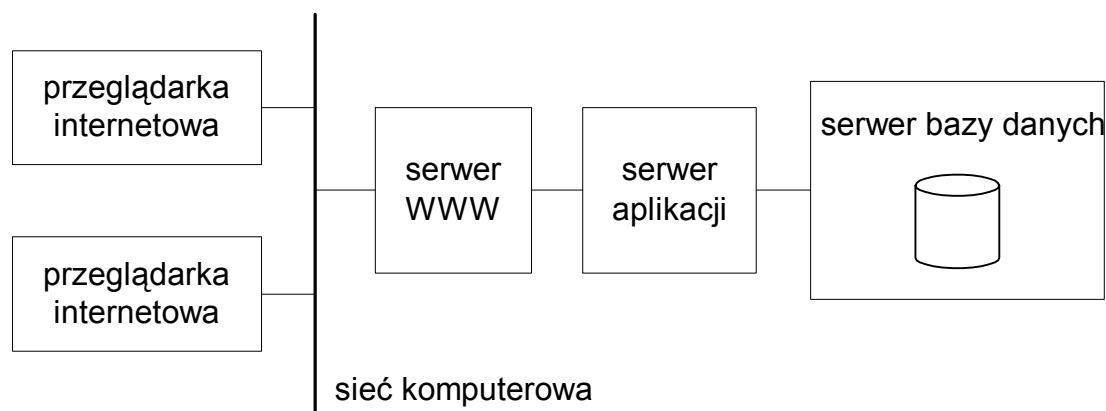 przeglądarka
internetowa
przeglądarka
internetowa
serwer
WWW
serwer
aplikacji
serwer bazy danych
sieć komputerowa